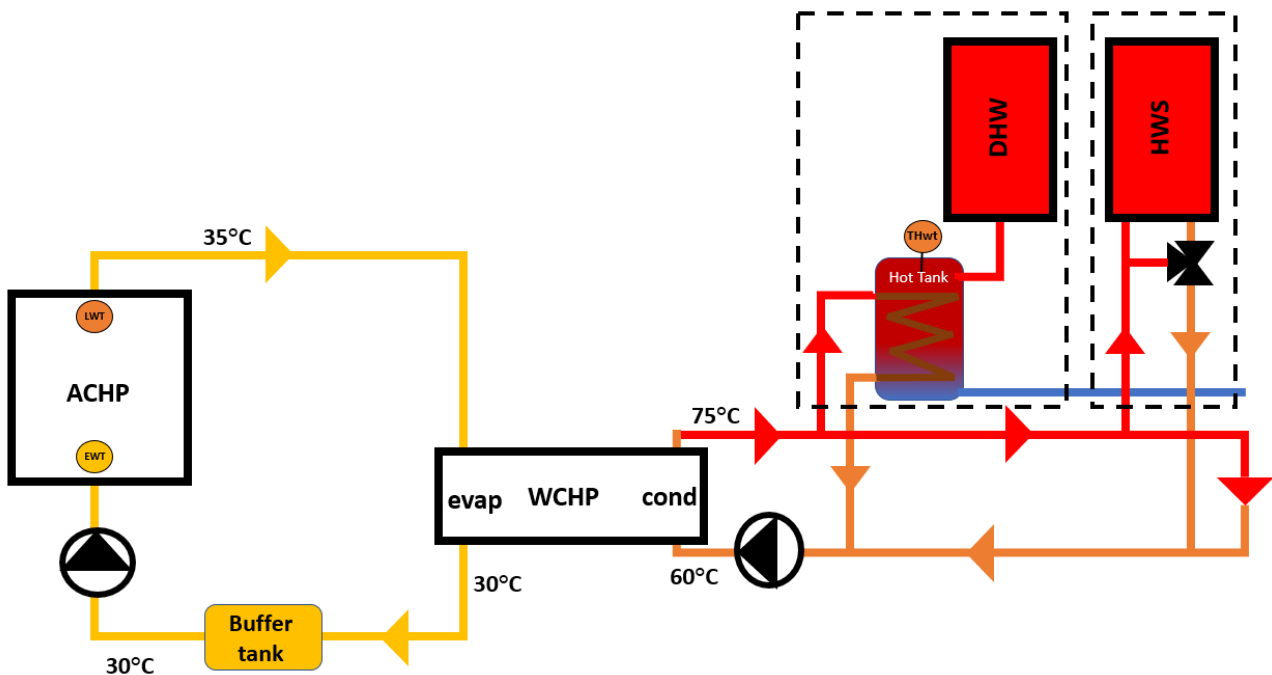 DHW
HWS
THwt
Hot Tank
35°C
LWT
ACHP
EWT
75°C
evap WCHP cond
60°C
30°C
Buffer
tank
30°C